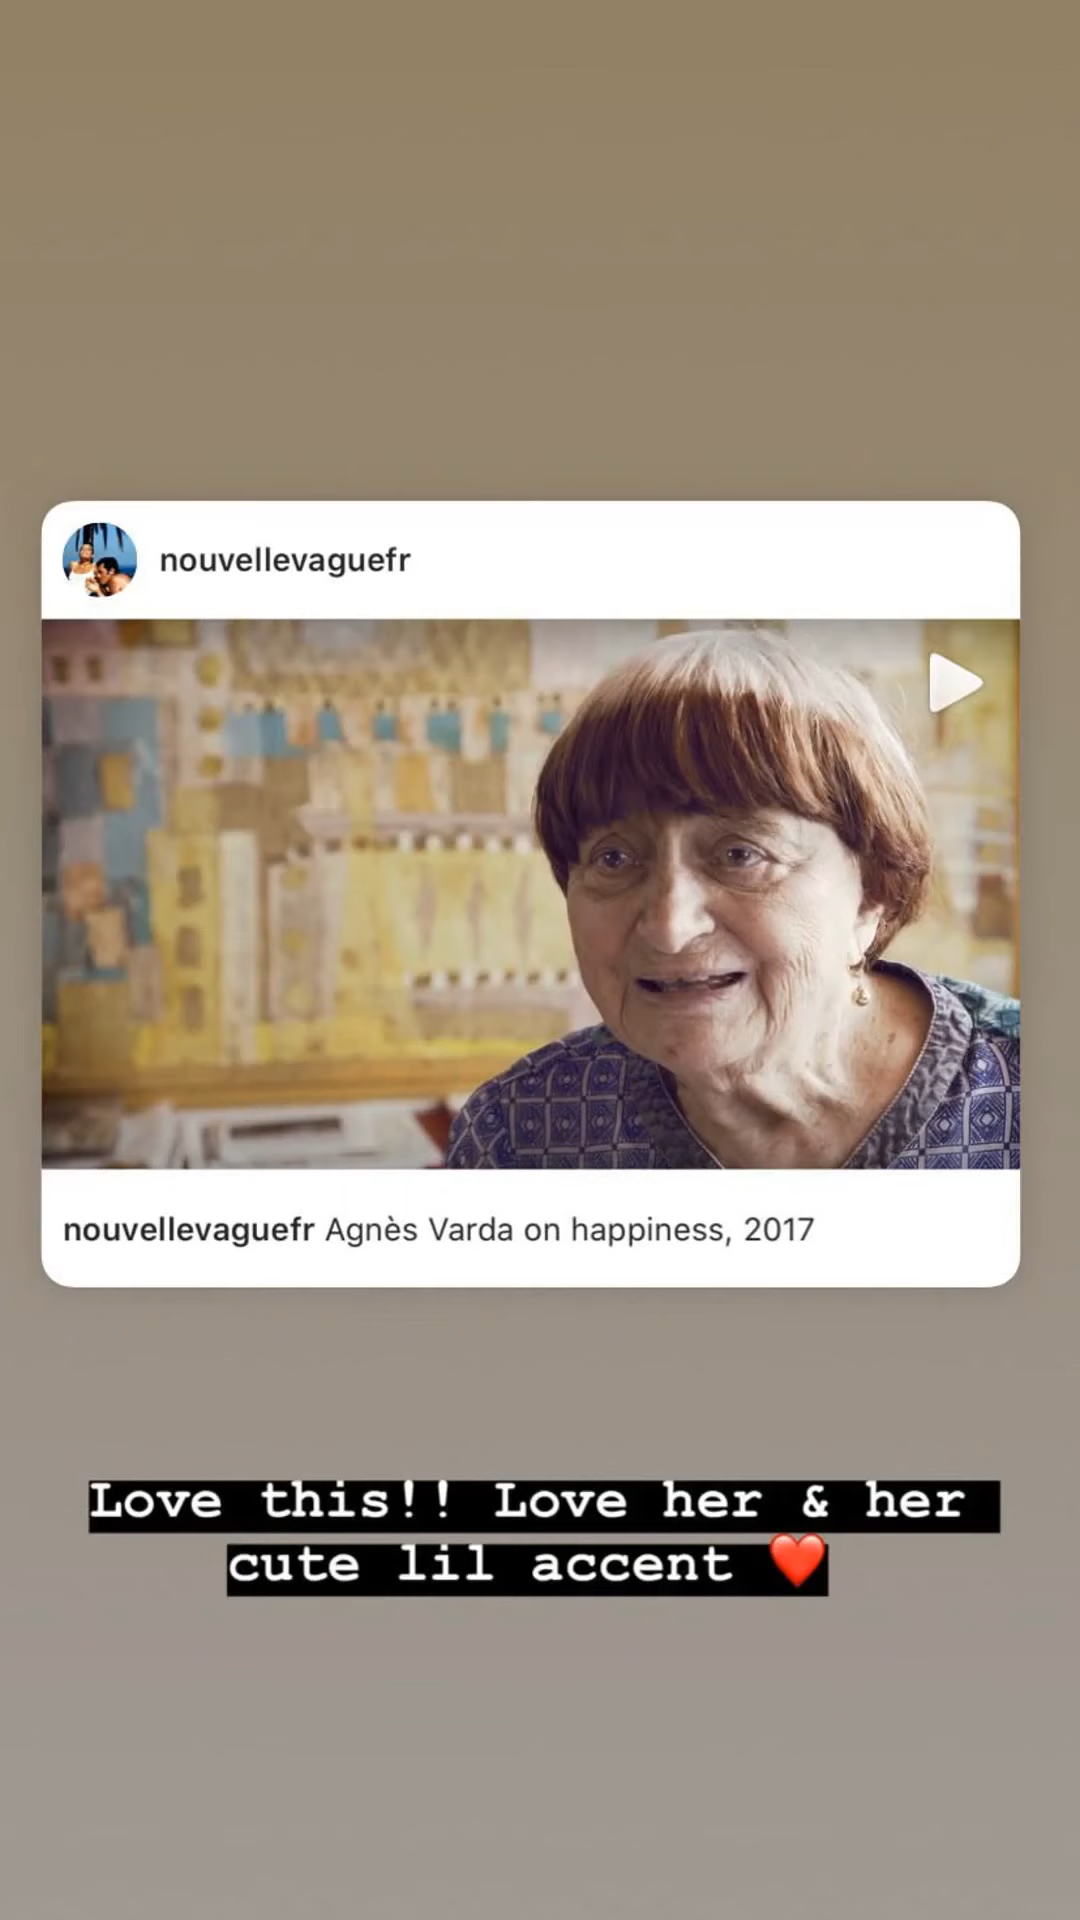 nouvellevaguefr
nouvellevaguefr Agnès Varda on happiness, 2017
Love this!! Love her & her
cute lil accent ❤️